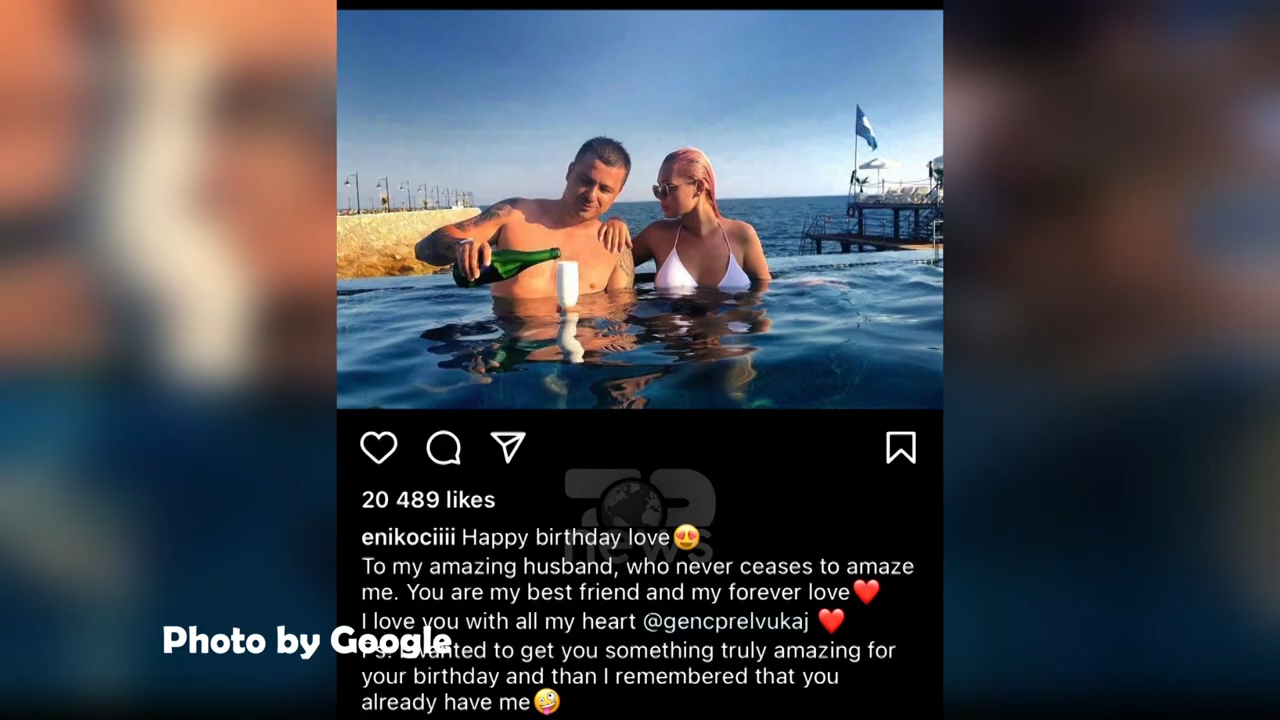 20 489 likes
enikociiii Happy birthday love😍
To my amazing husband, who never ceases to amaze
me. You are my best friend and my forever love❤️
I love you with all my heart @gencprelvukaj ❤️
Ps. I wanted to get you something truly amazing for
your birthday and than I remembered that you
already have me🤪
Photo by Google
news